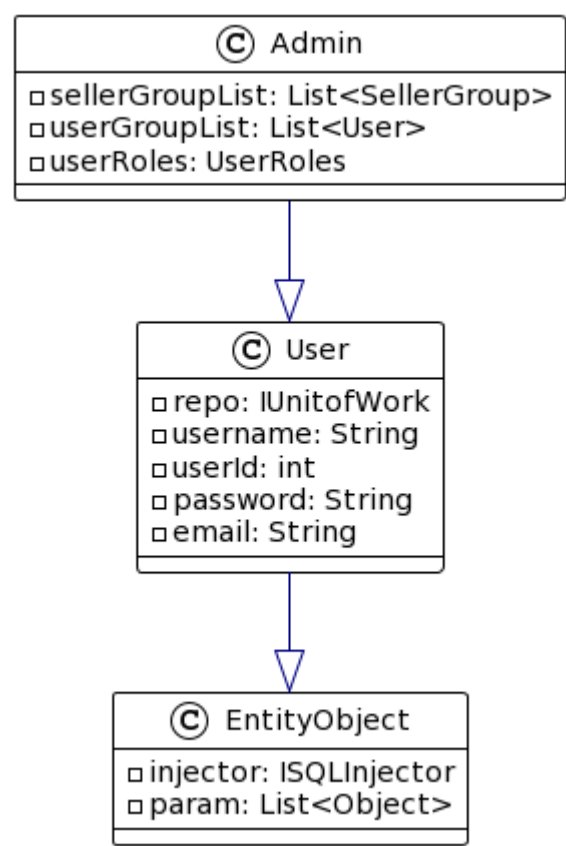 C Admin
sellerGroupList: List<SellerGroup>
userGroupList: List<User>
userRoles: UserRoles
C User
repo: IUnitofWork
username: String
userId: int
password: String
email: String
C EntityObject
injector: ISQLInjector
param: List<Object>